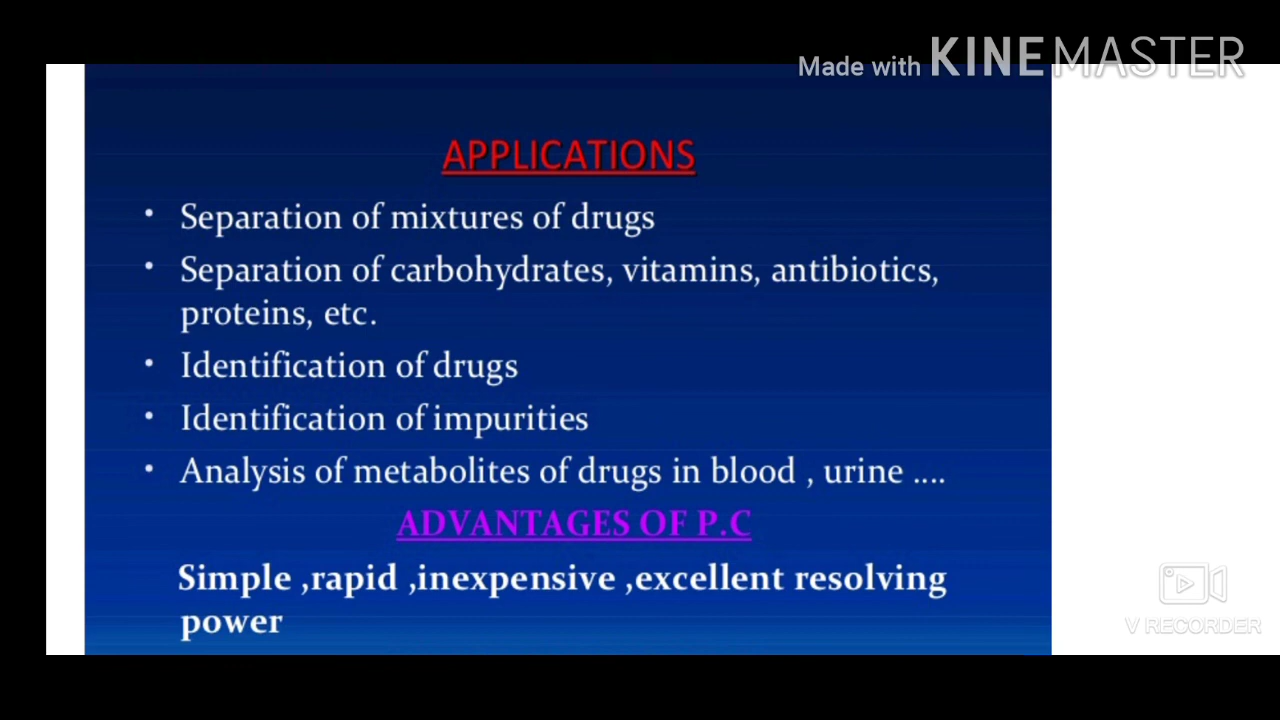 Made with KINEMASTER
APPLICATIONS
• Separation of mixtures of drugs
• Separation of carbohydrates, vitamins, antibiotics,
proteins, etc.
• Identification of drugs
• Identification of impurities
• Analysis of metabolites of drugs in blood , urine ....
ADVANTAGES OF P.C
Simple ,rapid ,inexpensive ,excellent resolving
power
V RECORDER